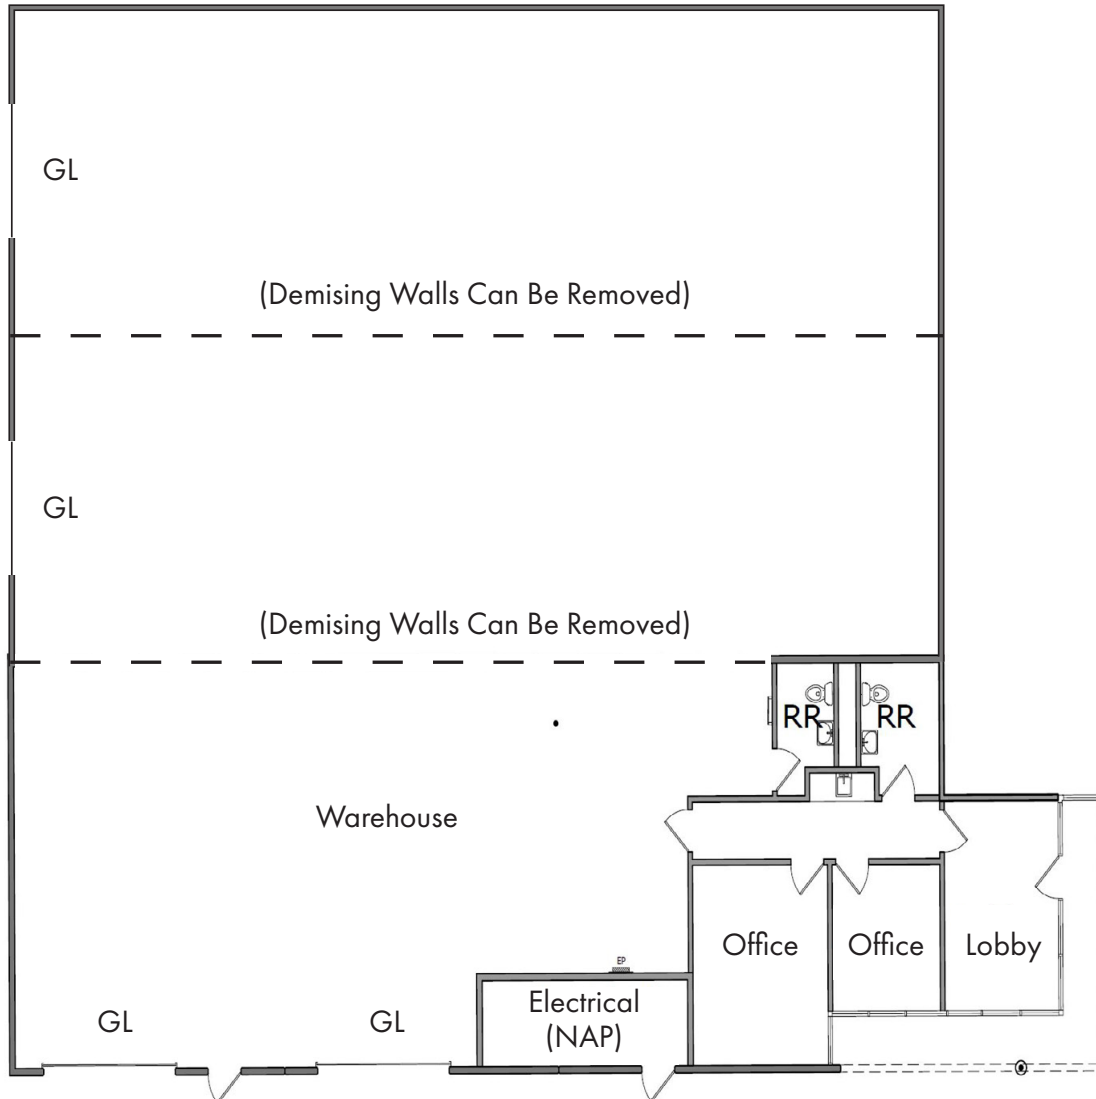 GL
(Demising Walls Can Be Removed)
GL
(Demising Walls Can Be Removed)
RR
RR
Warehouse
Office
Office
Lobby
EP
Electrical
(NAP)
GL
GL